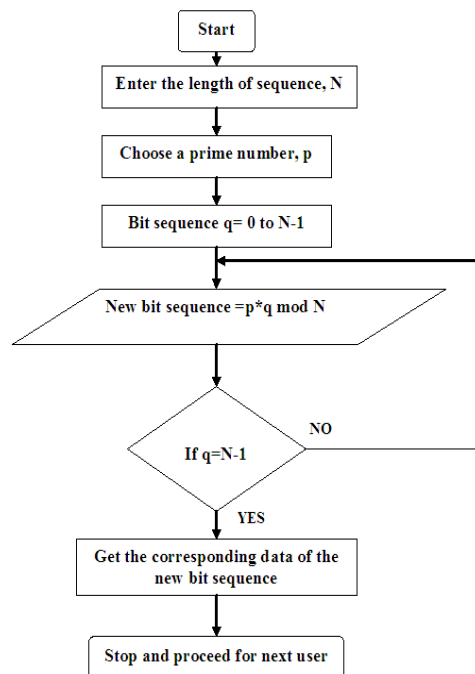 Start
Enter the length of sequence, N
Choose a prime number, p
Bit sequence q= 0 to N-1
New bit sequence =p*q mod N
If q=N-1
NO
YES
Get the corresponding data of the
new bit sequence
Stop and proceed for next user